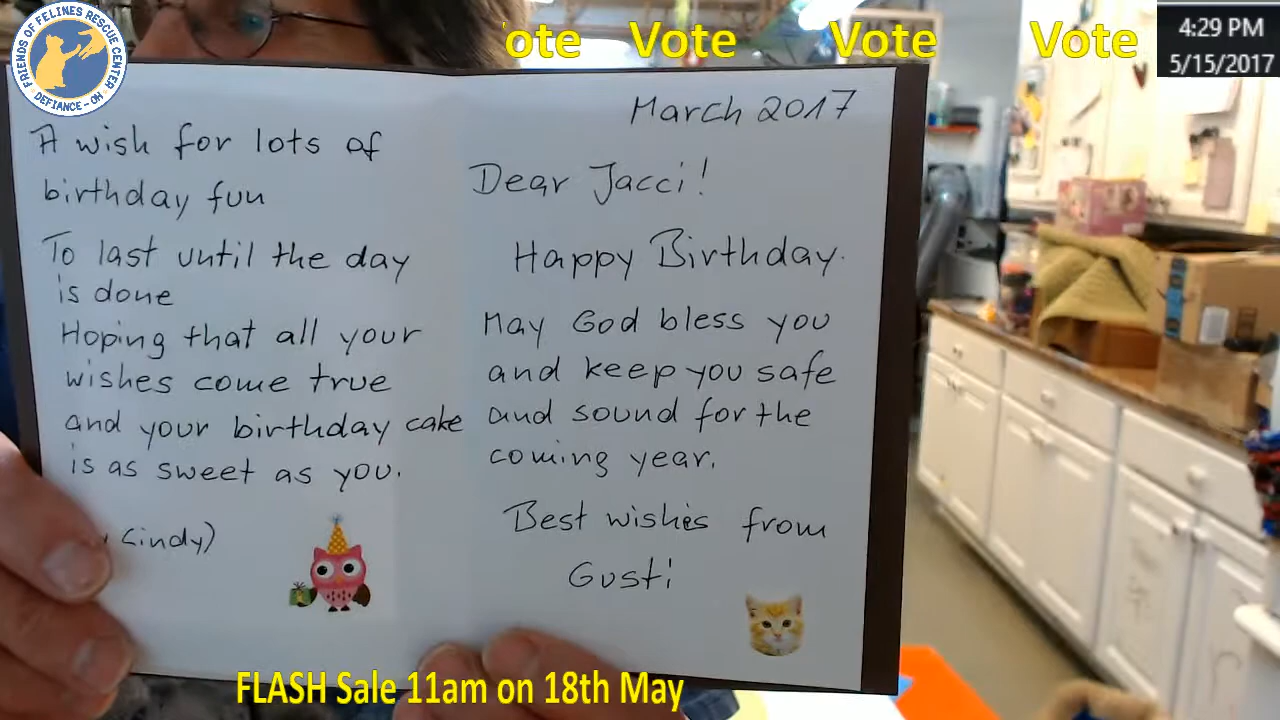 FRIENDS OF FELINES RESCUE CENTER
DEFIANCE - OH
ote Vote Vote Vote
4:29 PM
5/15/2017
A wish for lots of
birthday fun
To last until the day
is done
Hoping that all your
wishes come true
and your birthday cake
is as sweet as you.
Cindy)
March 2017
Dear Jacci!
Happy Birthday.
May God bless you
and keep you safe
and sound for the
coming year.
Best wishes from
Gusti
FLASH Sale 11am on 18th May